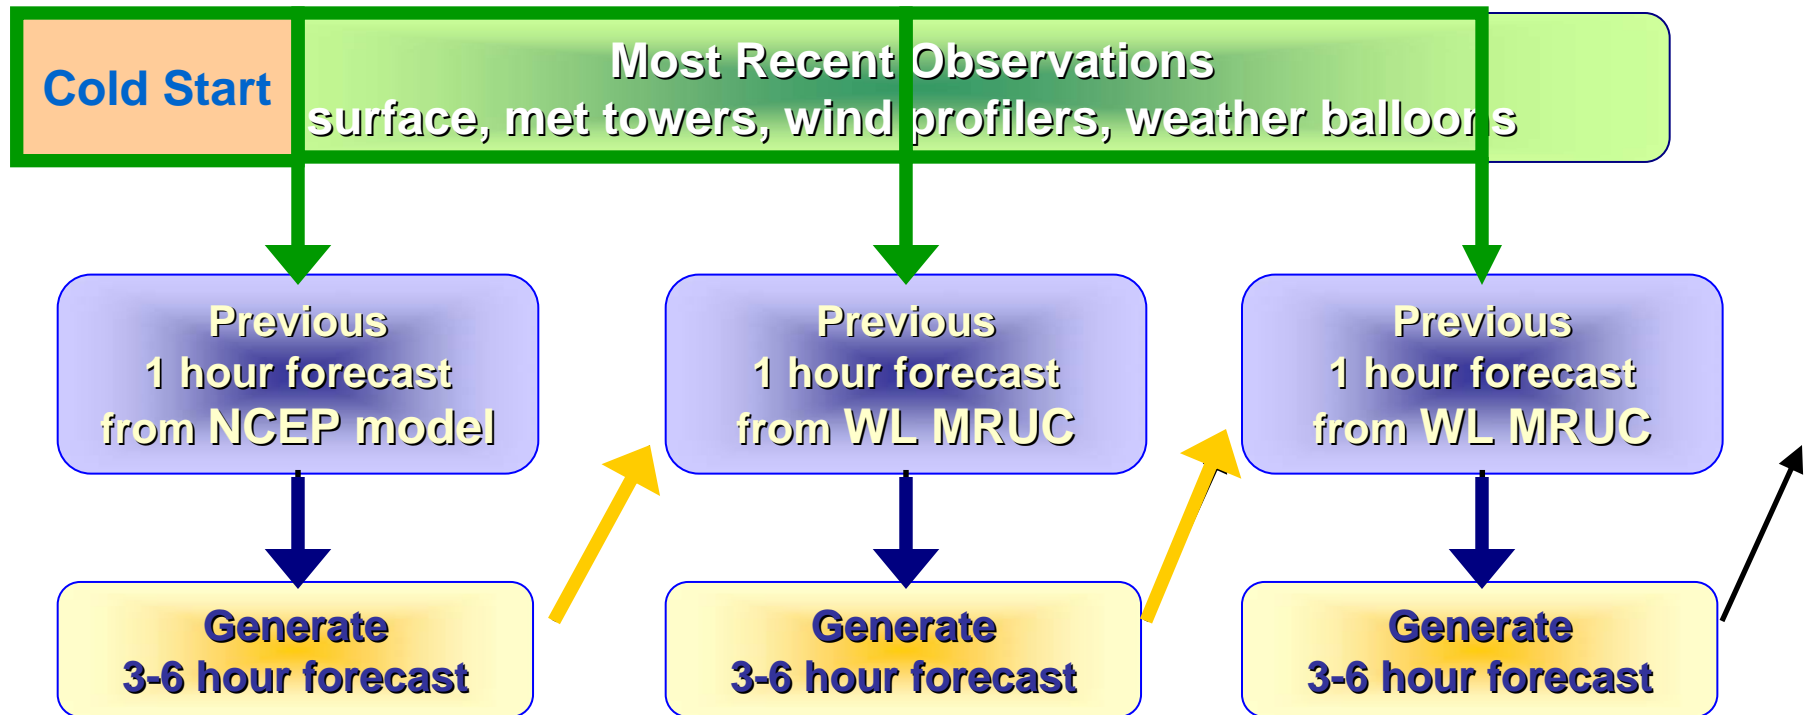 Cold Start
Most Recent Observations
surface, met towers, wind profilers, weather balloons
Previous
1 hour forecast
from NCEP model
Previous
1 hour forecast
from WL MRUC
Previous
1 hour forecast
from WL MRUC
Generate
3-6 hour forecast
Generate
3-6 hour forecast
Generate
3-6 hour forecast